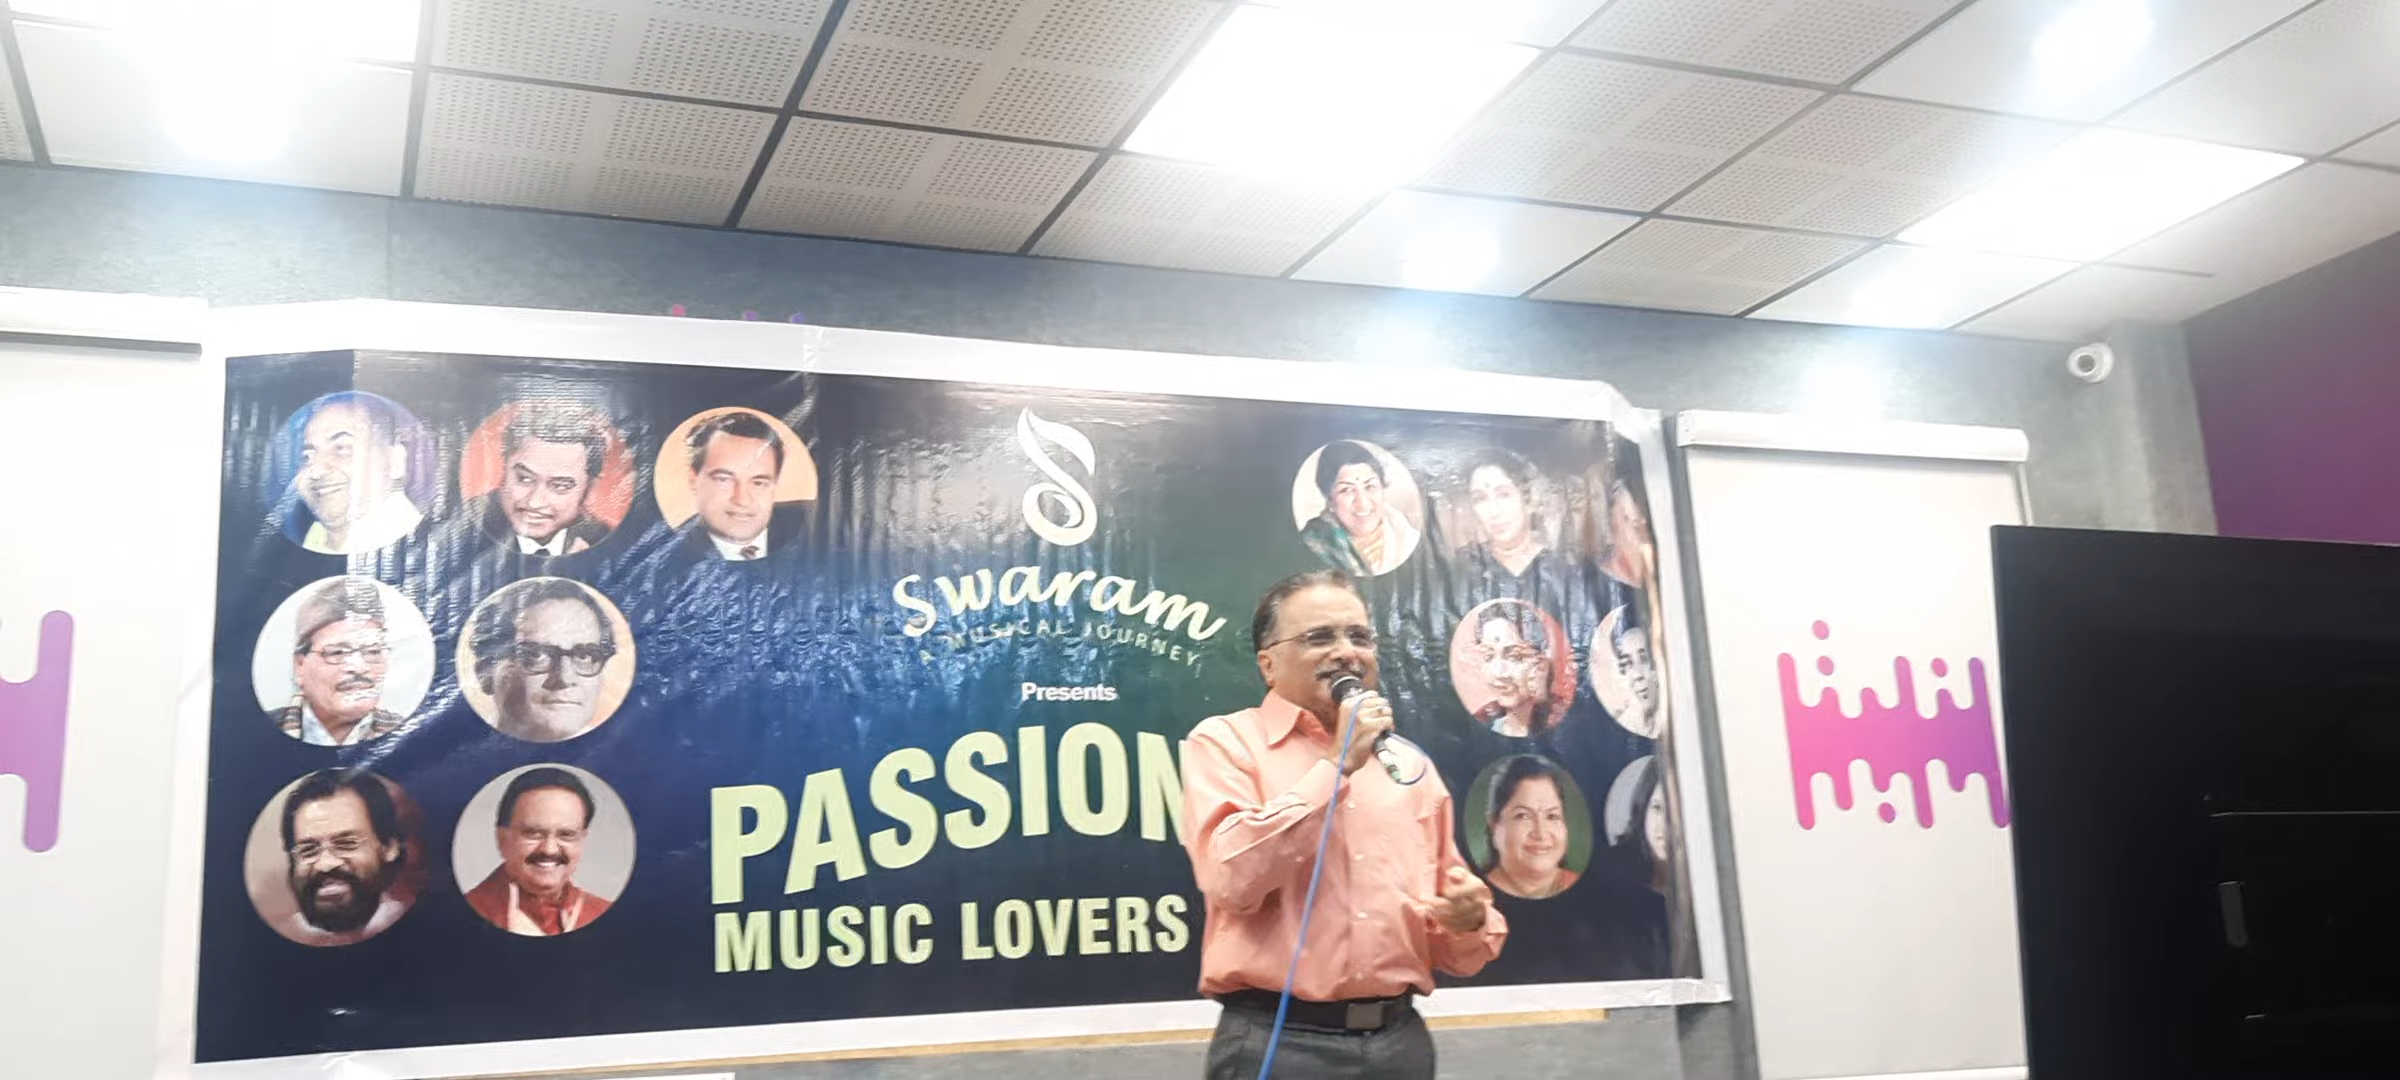 Swaram
A MUSICAL JOURNEY
Presents
PASSION
MUSIC LOVERS